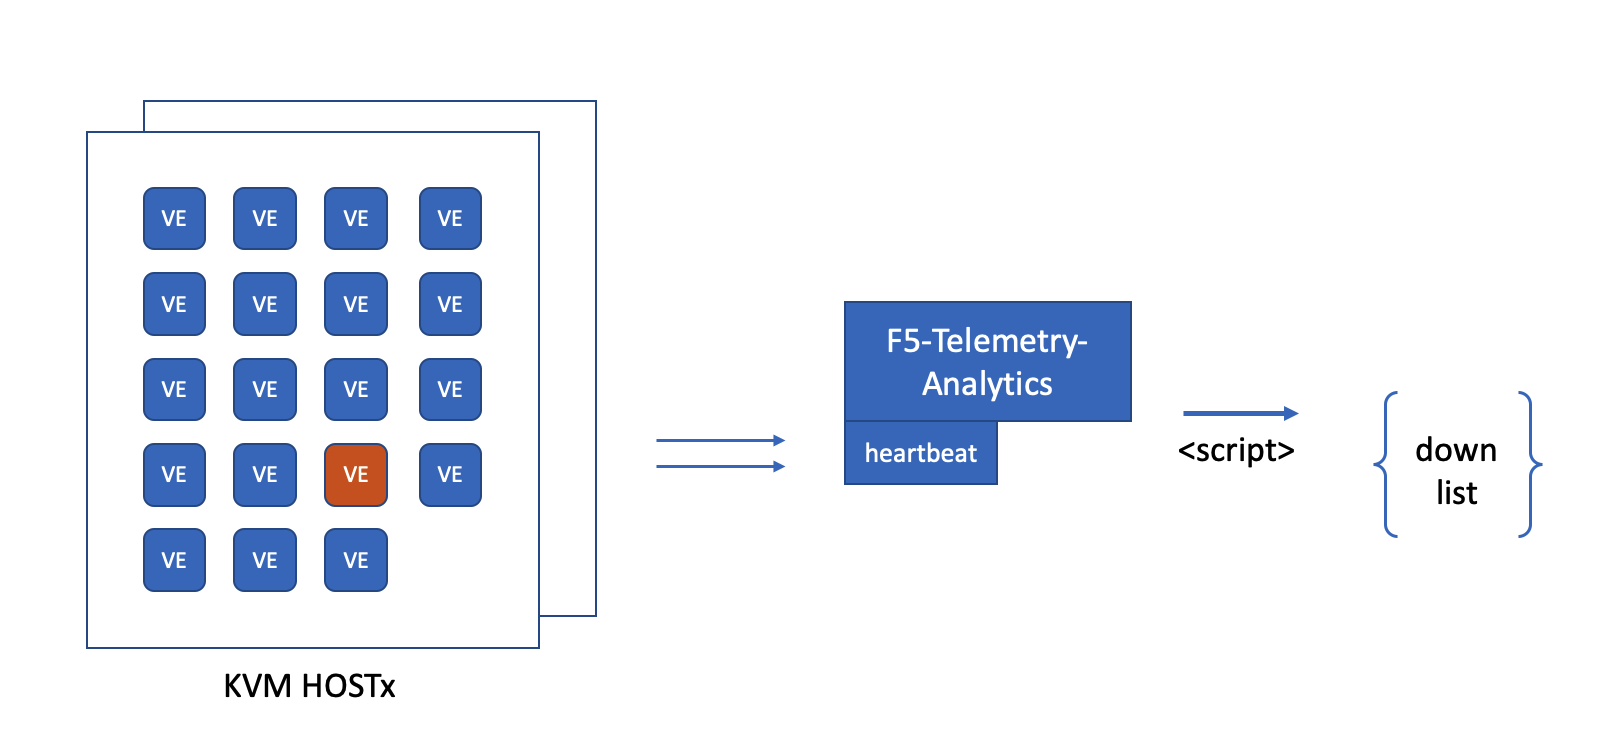 VE VE VE VE
VE VE VE VE
VE VE VE VE
VE VE VE VE
VE VE VE
KVM HOSTx
F5-Telemetry-
Analytics
heartbeat
<script>
down
list